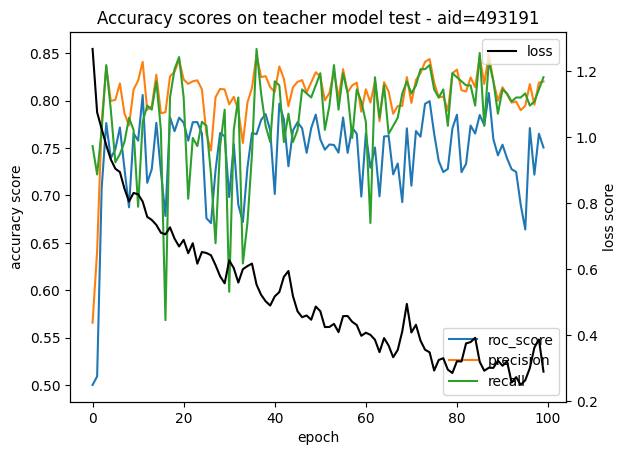 Accuracy scores on teacher model test - aid=493191
accuracy score
0.85
0.80
0.75
0.70
0.65
0.60
0.55
0.50
loss
1.2
1.0
0.8
0.6
0.4
0.2
loss score
roc_score
precision
recall
0
20
40
60
80
100
epoch